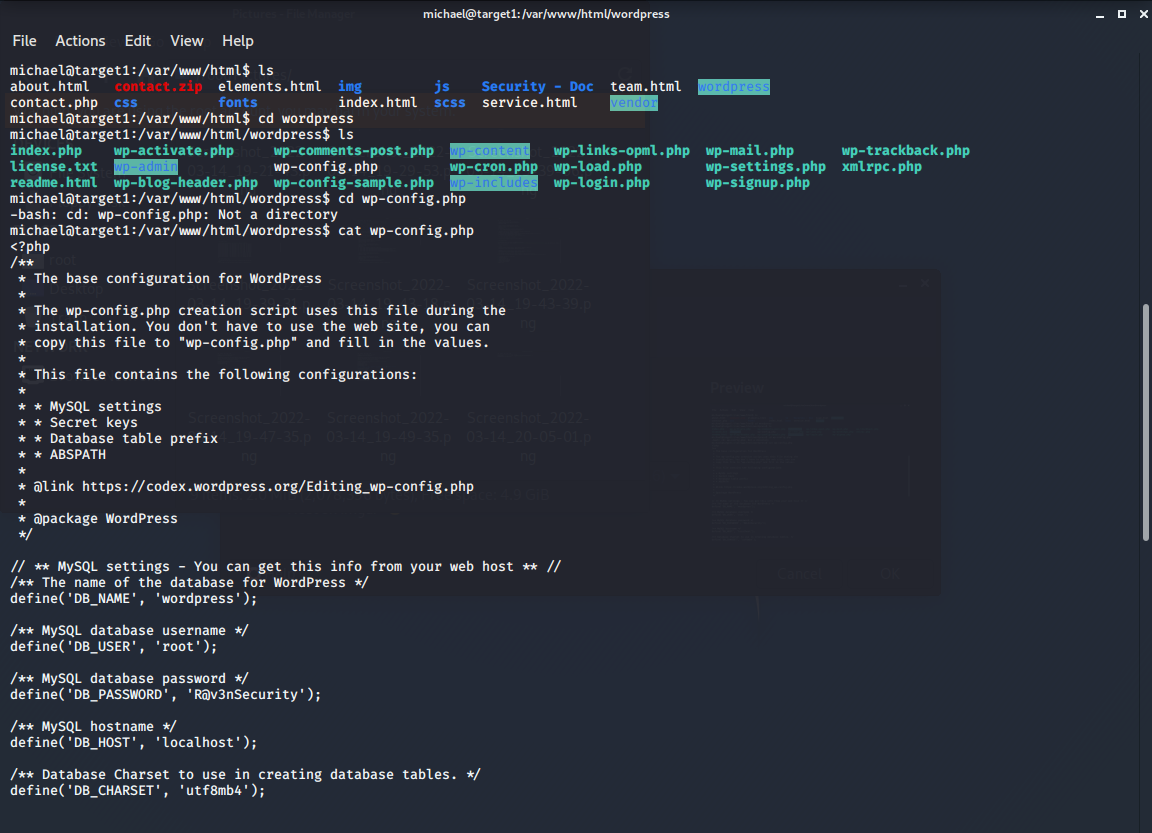 michael@target1:/var/www/html/wordpress
File Actions Edit View Help
michael@target1:/var/www/html$ ls
about.html contact.zip elements.html img js Security - Doc team.html wordpress
contact.php css fonts index.html scss service.html vendor
michael@target1:/var/www/html$ cd wordpress
michael@target1:/var/www/html/wordpress$ ls
index.php wp-activate.php wp-comments-post.php wp-content wp-links-opml.php wp-mail.php wp-trackback.php
license.txt wp-admin wp-config.php wp-cron.php wp-load.php wp-settings.php xmlrpc.php
readme.html wp-blog-header.php wp-config-sample.php wp-includes wp-login.php wp-signup.php
michael@target1:/var/www/html/wordpress$ cd wp-config.php
-bash: cd: wp-config.php: Not a directory
michael@target1:/var/www/html/wordpress$ cat wp-config.php
<?php
/**
 * The base configuration for WordPress
 *
 * The wp-config.php creation script uses this file during the
 * installation. You don't have to use the web site, you can
 * copy this file to "wp-config.php" and fill in the values.
 *
 * This file contains the following configurations:
 *
 * * MySQL settings
 * * Secret keys
 * * Database table prefix
 * * ABSPATH
 *
 * @link https://codex.wordpress.org/Editing_wp-config.php
 *
 * @package WordPress
 */
// ** MySQL settings - You can get this info from your web host ** //
/** The name of the database for WordPress */
define('DB_NAME', 'wordpress');
/** MySQL database username */
define('DB_USER', 'root');
/** MySQL database password */
define('DB_PASSWORD', 'R@v3nSecurity');
/** MySQL hostname */
define('DB_HOST', 'localhost');
/** Database Charset to use in creating database tables. */
define('DB_CHARSET', 'utf8mb4');